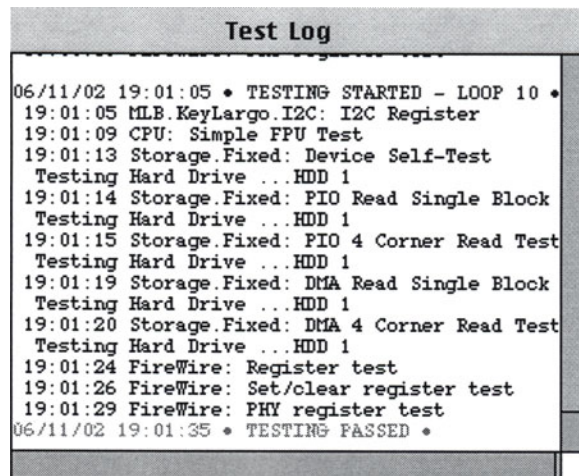 Test Log
06/11/02 19:01:05 • TESTING STARTED – LOOP 10 •
19:01:05 MLB.KeyLargo.I2C: I2C Register
19:01:09 CPU: Simple FPU Test
19:01:13 Storage.Fixed: Device Self-Test
Testing Hard Drive ...HDD 1
19:01:14 Storage.Fixed: PIO Read Single Block
Testing Hard Drive ...HDD 1
19:01:15 Storage.Fixed: PIO 4 Corner Read Test
Testing Hard Drive ...HDD 1
19:01:19 Storage.Fixed: DMA Read Single Block
Testing Hard Drive ...HDD 1
19:01:20 Storage.Fixed: DMA 4 Corner Read Test
Testing Hard Drive ...HDD 1
19:01:24 FireWire: Register test
19:01:26 FireWire: Set/clear register test
19:01:29 FireWire: PHY register test
06/11/02 19:01:35 • TESTING PASSED •